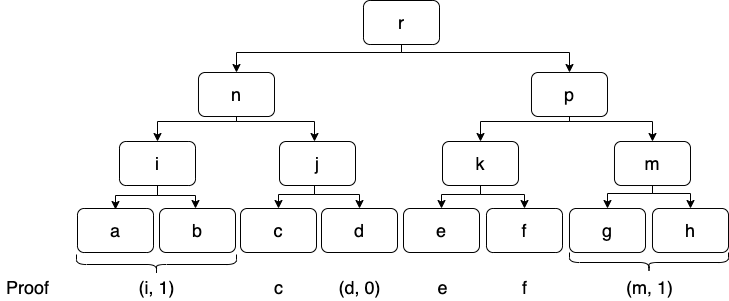 r
n p
i j k m
a b c d e f g h
Proof (i, 1) c (d, 0) e f (m, 1)